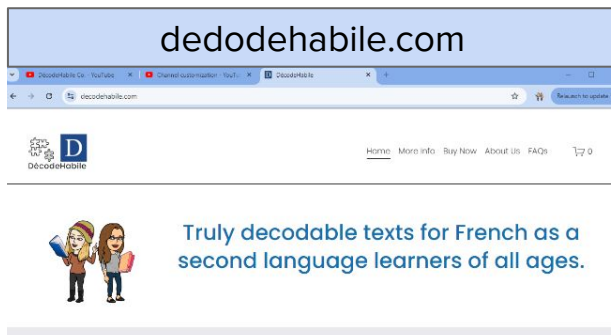 dedodehabile.com
DécodeHabile Co - YouTube
Channel customization - YouTu
DécodeHabile
decodehabile.com
Relaunch to update
D
DécodeHabile
Home More Info Buy Now About Us FAQs 0
Truly decodable texts for French as a
second language learners of all ages.